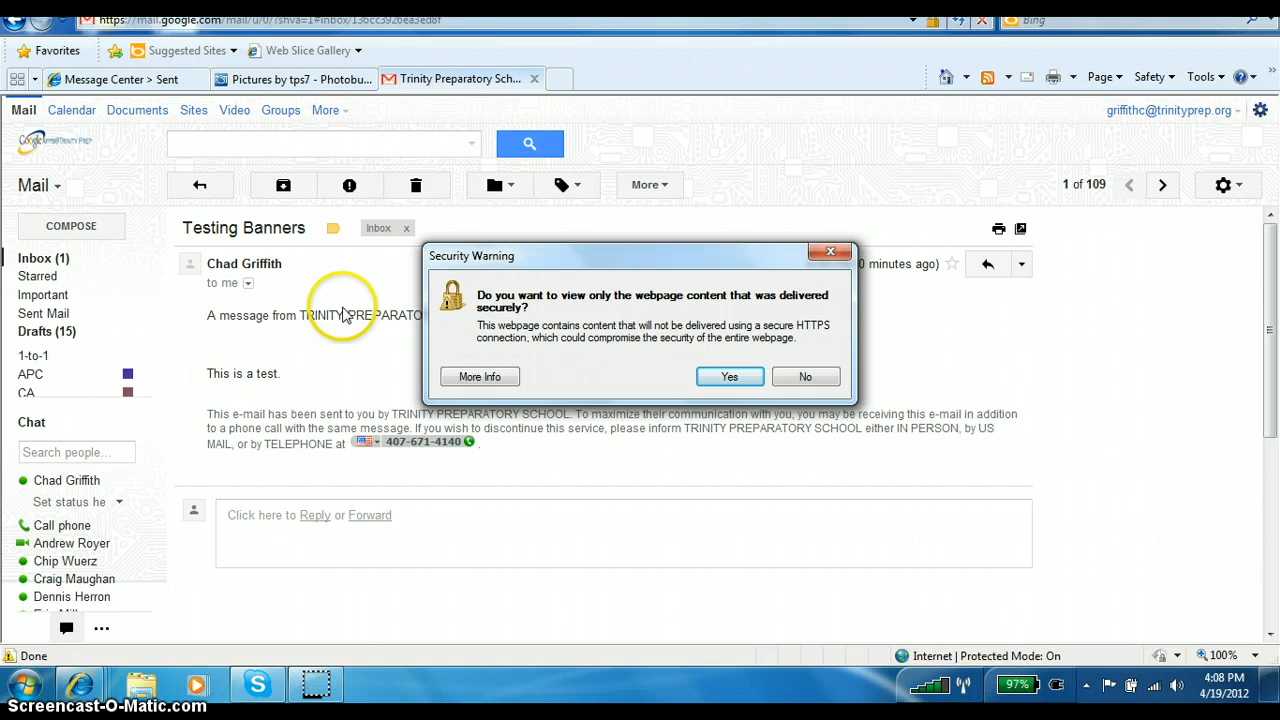 https://mail.google.com/mail/u/0/?shva=1#inbox/136cc3926ea3ed8f
Bing
Favorites
Suggested Sites
Web Slice Gallery
Message Center > Sent
Pictures by tps7 - Photobu...
Trinity Preparatory Sch...
Page
Safety
Tools
Mail
Calendar
Documents
Sites
Video
Groups
More
griffithc@trinityprep.org
Mail
More
1 of 109
COMPOSE
Testing Banners
Inbox x
Inbox (1)
Starred
Important
Sent Mail
Drafts (15)
1-to-1
APC
CA
Chad Griffith
0 minutes ago)
to me
A message from TRINITY PREPARATO
This is a test.
This e-mail has been sent to you by TRINITY PREPARATORY SCHOOL. To maximize their communication with you, you may be receiving this e-mail in addition
to a phone call with the same message. If you wish to discontinue this service, please inform TRINITY PREPARATORY SCHOOL either IN PERSON, by US
MAIL, or by TELEPHONE at 407-671-4140 .
Security Warning
Do you want to view only the webpage content that was delivered
securely?
This webpage contains content that will not be delivered using a secure HTTPS
connection, which could compromise the security of the entire webpage.
More Info
Yes
No
Chat
Search people...
Chad Griffith
Set status he
Call phone
Andrew Royer
Chip Wuerz
Craig Maughan
Dennis Herron
Click here to Reply or Forward
Done
Internet | Protected Mode: On
100%
97%
4:08 PM
4/19/2012
Screencast-O-Matic.com